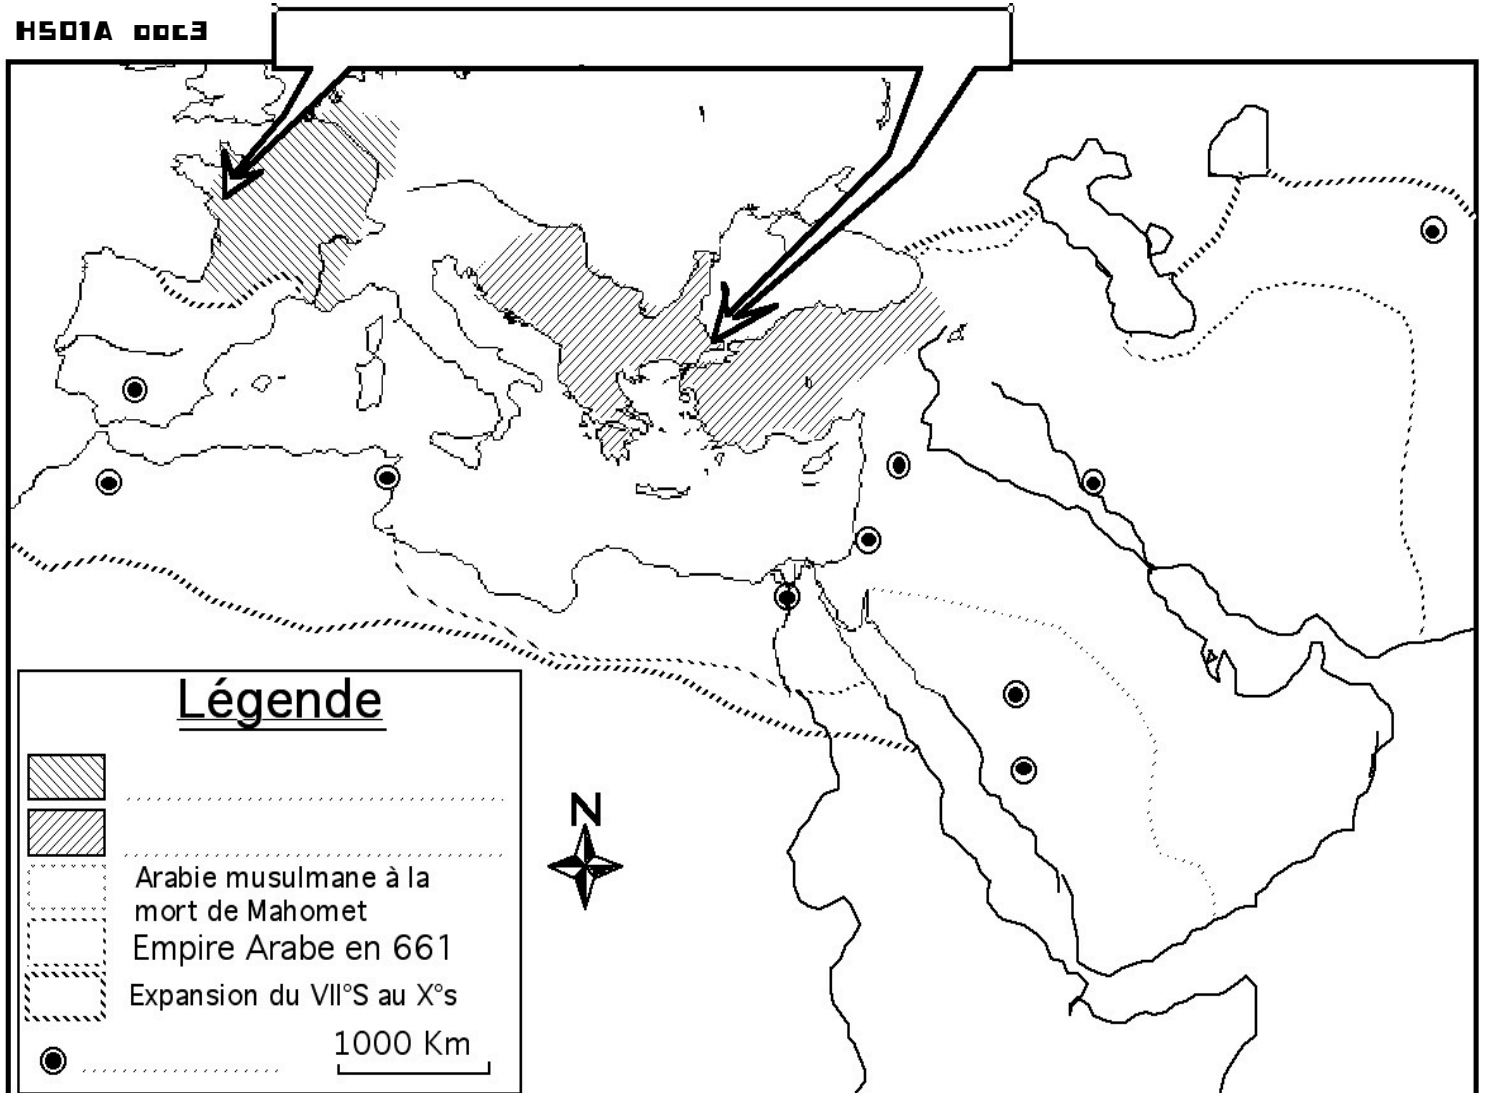 HS01A DOC3
Légende
Arabie musulmane à la
mort de Mahomet
Empire Arabe en 661
Expansion du VII°S au X°s
1000 Km
N